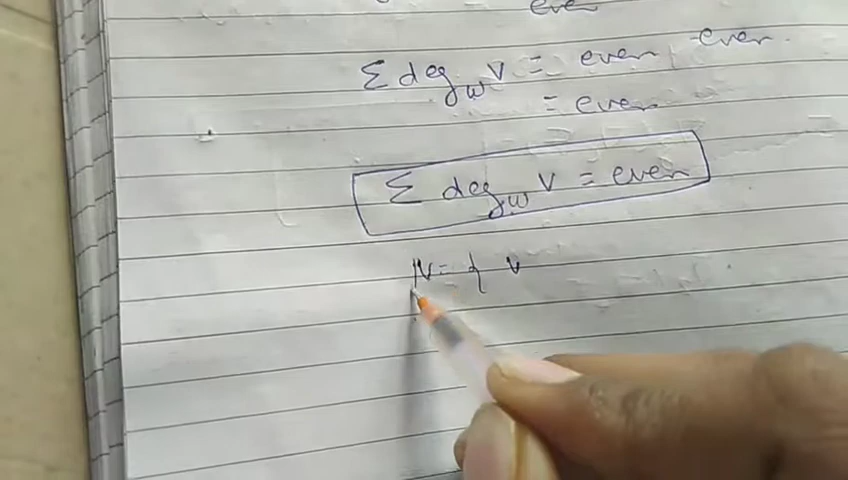 even
Σ deg_w V = even - even
= even
Σ deg_w V = even
W = { v